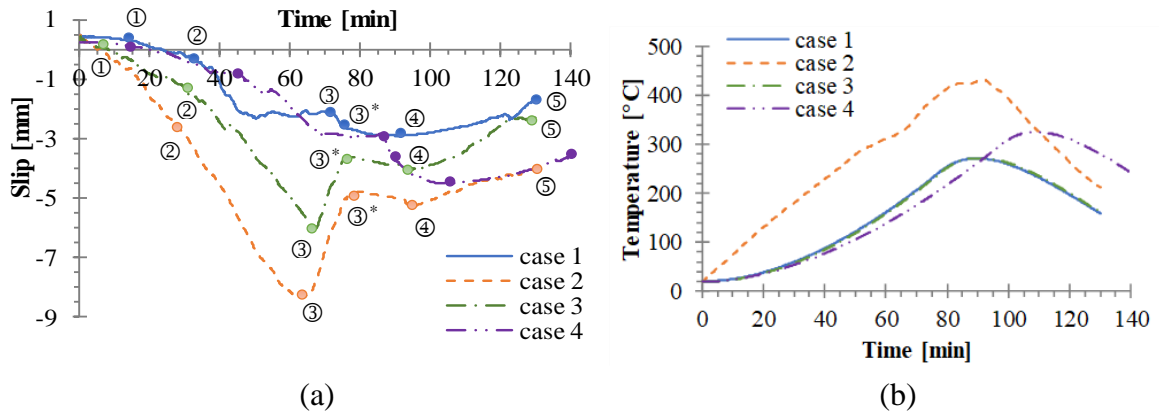 Time [min]
Slip [mm]
1
-1
-3
-5
-7
-9
0 20 40 60 80 100 120 140
① ② ③ ③* ④ ⑤
① ② ③ ③* ④ ⑤
② ③ ③* ④ ⑤
case 1
case 2
case 3
case 4
(a)
Temperature [°C]
500
400
300
200
100
0
0 20 40 60 80 100 120 140
Time [min]
case 1
case 2
case 3
case 4
(b)